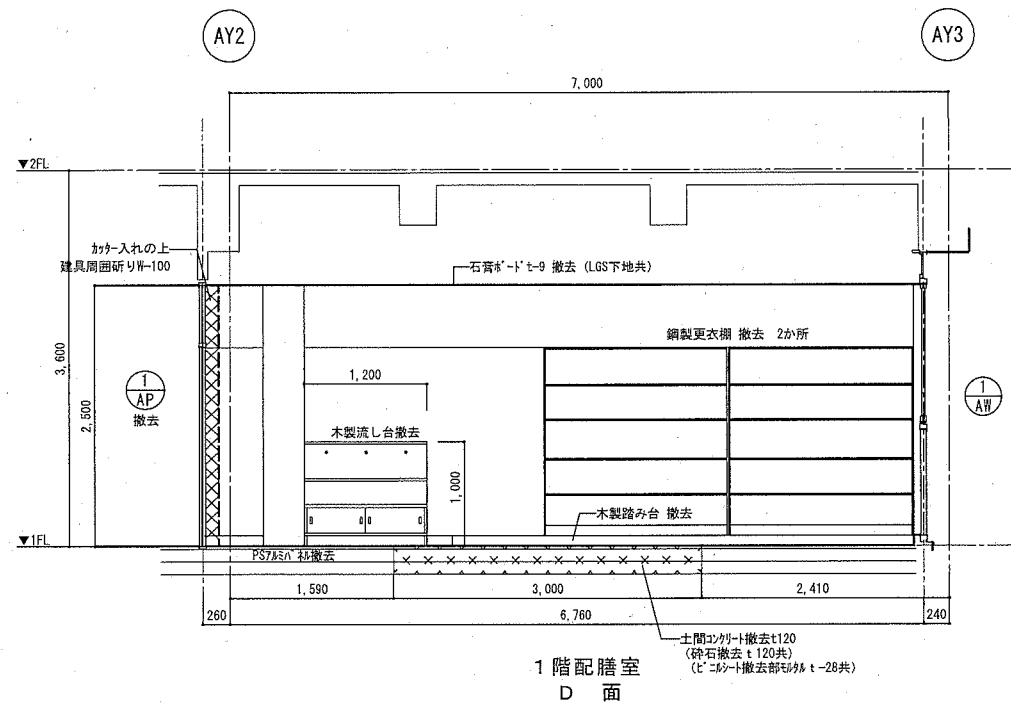 AY2
AY3
7,000
▼2FL
カッター入れの上
建具周囲斫りW-100
石膏ボードt-9 撤去 (LGS下地共)
鋼製更衣棚 撤去 2か所
3,600
2,500
1
AP
撤去
1,200
木製流し台撤去
1,000
1
AW
木製踏み台 撤去
▼1FL
PSアルミパネル撤去
1,590
3,000
2,410
260
6,760
240
土間コンクリート撤去t120
(砕石撤去 t 120共)
(ビニルシート撤去部モルタル t -28共)
1階配膳室
D 面